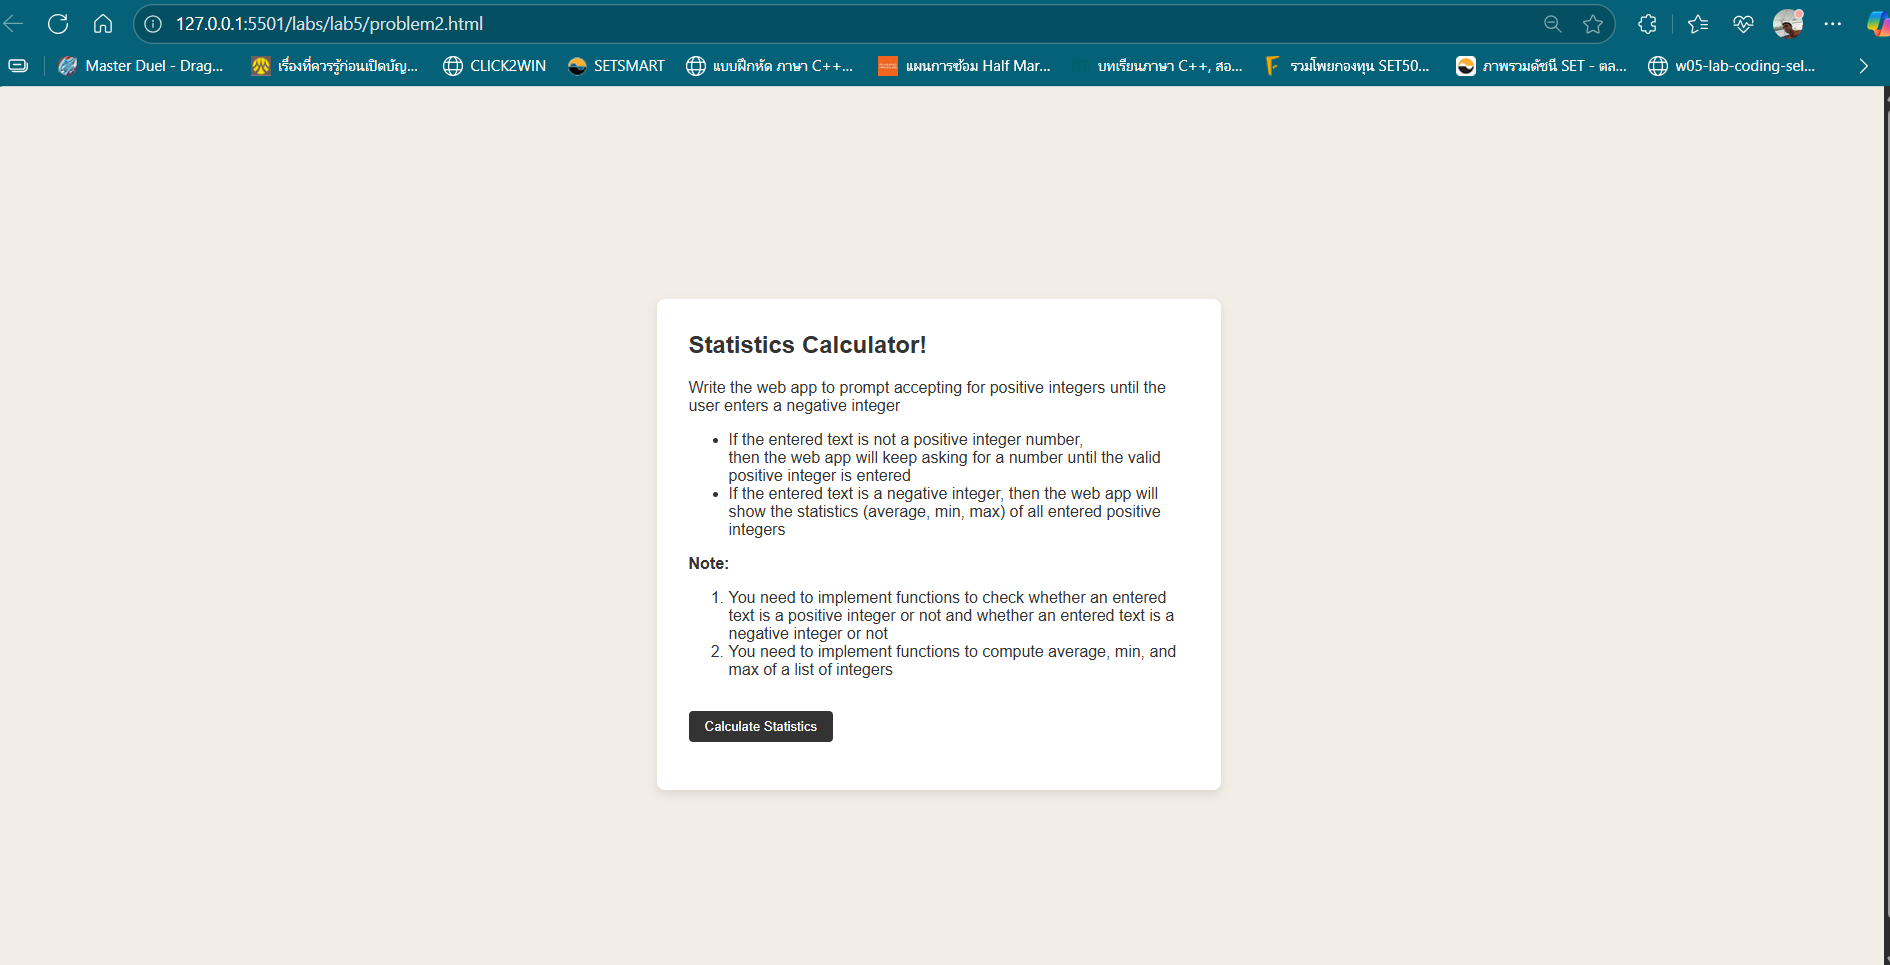 127.0.0.1:5501/labs/lab5/problem2.html
Master Duel - Drag... เรื่องที่ควรรู้ก่อนเปิดบัญ... CLICK2WIN SETSMART แบบฝึกหัด ภาษา C++... แผนการซ้อม Half Mar... บทเรียนภาษา C++, สอ... รวมโพยกองทุน SET50... ภาพรวมดัชนี SET - ตล... w05-lab-coding-sel...
Statistics Calculator!
Write the web app to prompt accepting for positive integers until the
user enters a negative integer
• If the entered text is not a positive integer number,
then the web app will keep asking for a number until the valid
positive integer is entered
• If the entered text is a negative integer, then the web app will
show the statistics (average, min, max) of all entered positive
integers
Note:
1. You need to implement functions to check whether an entered
text is a positive integer or not and whether an entered text is a
negative integer or not
2. You need to implement functions to compute average, min, and
max of a list of integers
Calculate Statistics